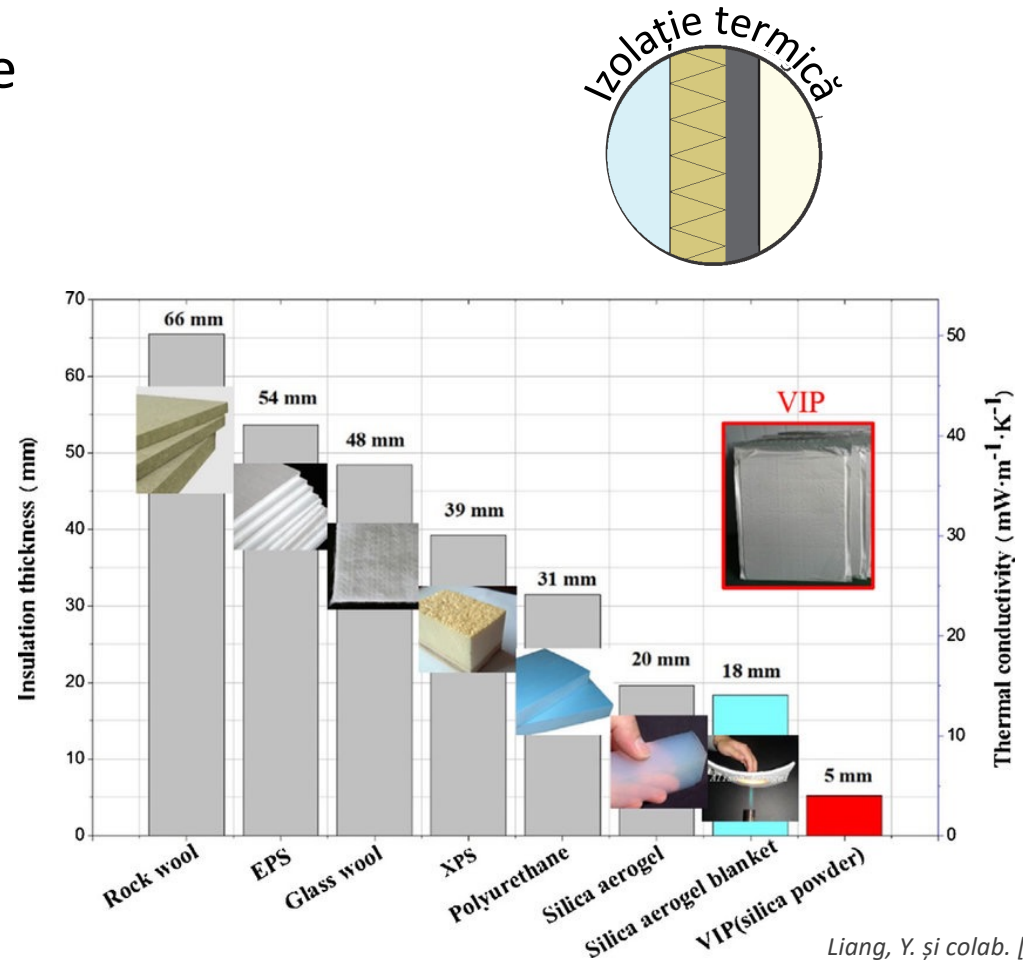 e
Izolație termică
70
60
50
40
30
20
10
0
Insulation thickness (mm)
66 mm
54 mm
48 mm
39 mm
31 mm
20 mm
18 mm
5 mm
VIP
50
40
30
20
10
0
Thermal conductivity (mW·m⁻¹·K⁻¹)
Rock wool
EPS
Glass wool
XPS
Polyurethane
Silica aerogel
Silica aerogel blanket
VIP(silica powder)
Liang, Y. și colab. [